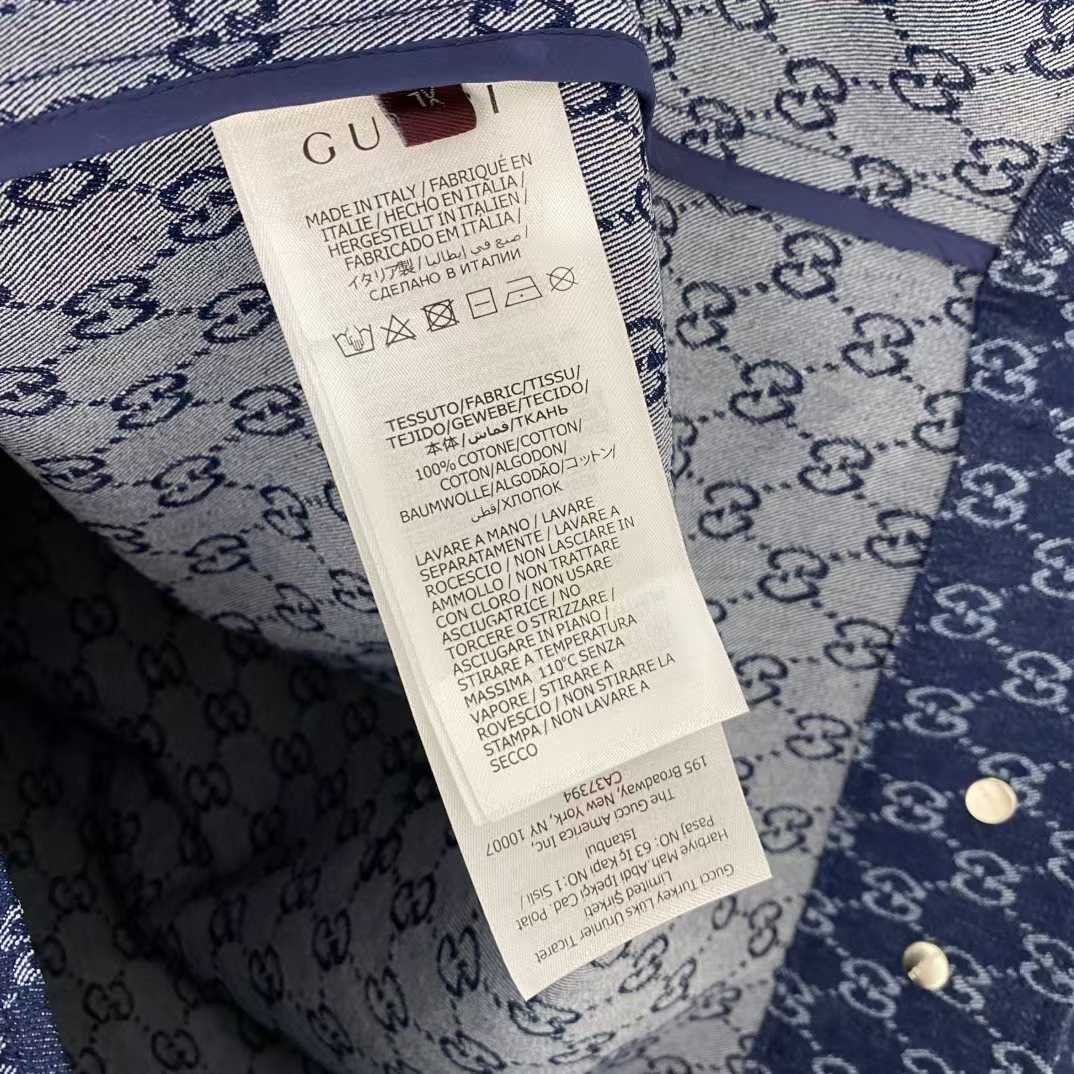 GU I
MADE IN ITALY / FABRIQUÉ EN
ITALIE / HECHO EN ITALIA /
HERGESTELLT IN ITALIEN /
FABRICADO EM ITALIA /
イタリア製 / صنع في إيطاليا /
СДЕЛАНО В ИТАЛИИ
TESSUTO/FABRIC/TISSU/
TEJIDO/GEWEBE/TECIDO/
本体/قماش/ТКАНЬ
100% COTONE/COTTON/
COTON/ALGODON/
BAUMWOLLE/ALGODÃO/コットン/
قطن/ХЛОПОК
LAVARE A MANO / LAVARE
SEPARATAMENTE / LAVARE A
ROCESCIO / NON LASCIARE IN
AMMOLLO / NON TRATTARE
CON CLORO / NON USARE
ASCIUGATRICE / NO
TORCERE O STRIZZARE /
ASCIUGARE IN PIANO /
STIRARE A TEMPERATURA
MASSIMA 110°C SENZA
VAPORE / STIRARE A
ROVESCIO / NON STIRARE LA
STAMPA / NON LAVARE A
SECCO
Gucci Turkey Lüks Ürünler Ticaret
Limited Şirketi
Harbiye Mah.Abdi İpekçi Cad. Polat
Pasaj NO: 63 İç Kapi NO:1 Sisli /
Istanbul
The Gucci America Inc,
195 Broadway, New York, NY 10007
CA37394